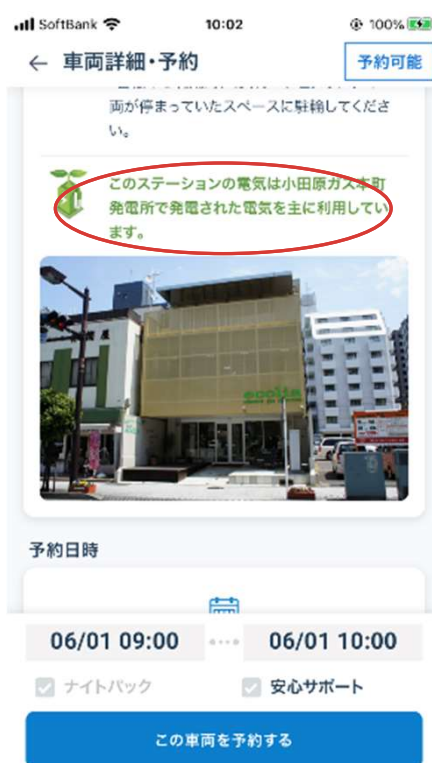 SoftBank 10:02 100%
← 車両詳細・予約 予約可能
両が停まっていたスペースに駐輪してくださ
い。
このステーションの電気は小田原ガス本町
発電所で発電された電気を主に利用してい
ます。
ecolia
予約日時
06/01 09:00 06/01 10:00
ナイトパック 安心サポート
この車両を予約する